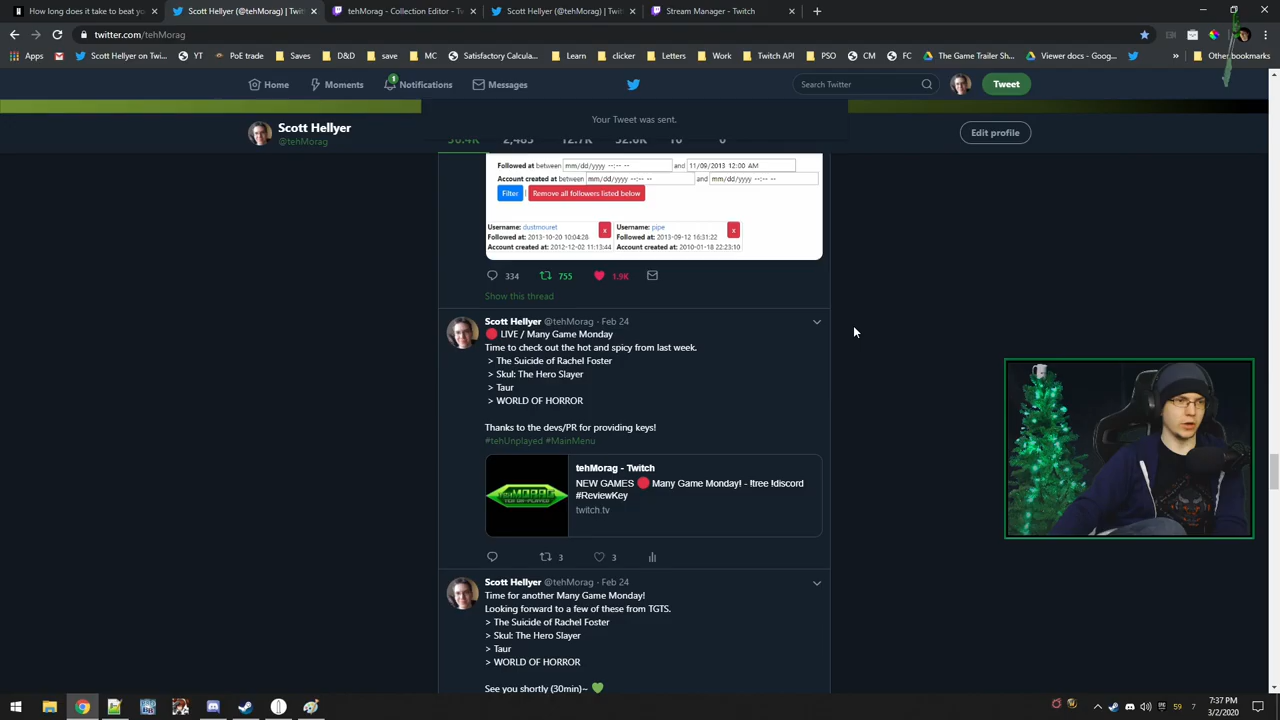 How long does it take to beat yo
Scott Hellyer (@tehMorag) | Twitt
tehMorag - Collection Editor - Tw
Scott Hellyer (@tehMorag) | Twitt
Stream Manager - Twitch
twitter.com/tehMorag
Apps
Scott Hellyer on Twi...
YT
PoE trade
saves
D&D
saves
MC
Satisfactory Calcula...
Learn
clicker
Letters
Work
Twitch API
PSO
CM
FC
The Game Trailer Sh...
Viewer docs - Goog...
Other bookmarks
Home
Moments
1
Notifications
Messages
Search Twitter
Tweet
Your Tweet was sent.
Scott Hellyer
@tehMorag
Edit profile
Followed at between mm/dd/yyyy --:-- -- and 11/09/2013 12:00 AM
Account created at between mm/dd/yyyy --:-- -- and mm/dd/yyyy --:-- --
Filter | Remove all followers listed below
Username: dustmouret x
Followed at: 2013-10-20 10:04:28
Account created at: 2012-12-02 11:13:44
Username: pipe x
Followed at: 2013-09-12 16:31:22
Account created at: 2010-01-18 22:23:10
334 755 1.9K
Show this thread
Scott Hellyer @tehMorag · Feb 24
🔴 LIVE / Many Game Monday
Time to check out the hot and spicy from last week.
> The Suicide of Rachel Foster
> Skul: The Hero Slayer
> Taur
> WORLD OF HORROR
Thanks to the devs/PR for providing keys!
#tehUnplayed #MainMenu
tehMorag - Twitch
NEW GAMES 🔴 Many Game Monday! - !tree !discord
#ReviewKey
twitch.tv
3 3
Scott Hellyer @tehMorag · Feb 24
Time for another Many Game Monday!
Looking forward to a few of these from TGTS.
> The Suicide of Rachel Foster
> Skul: The Hero Slayer
> Taur
> WORLD OF HORROR
See you shortly (30min)~ 💚
59 7
7:37 PM
3/2/2020